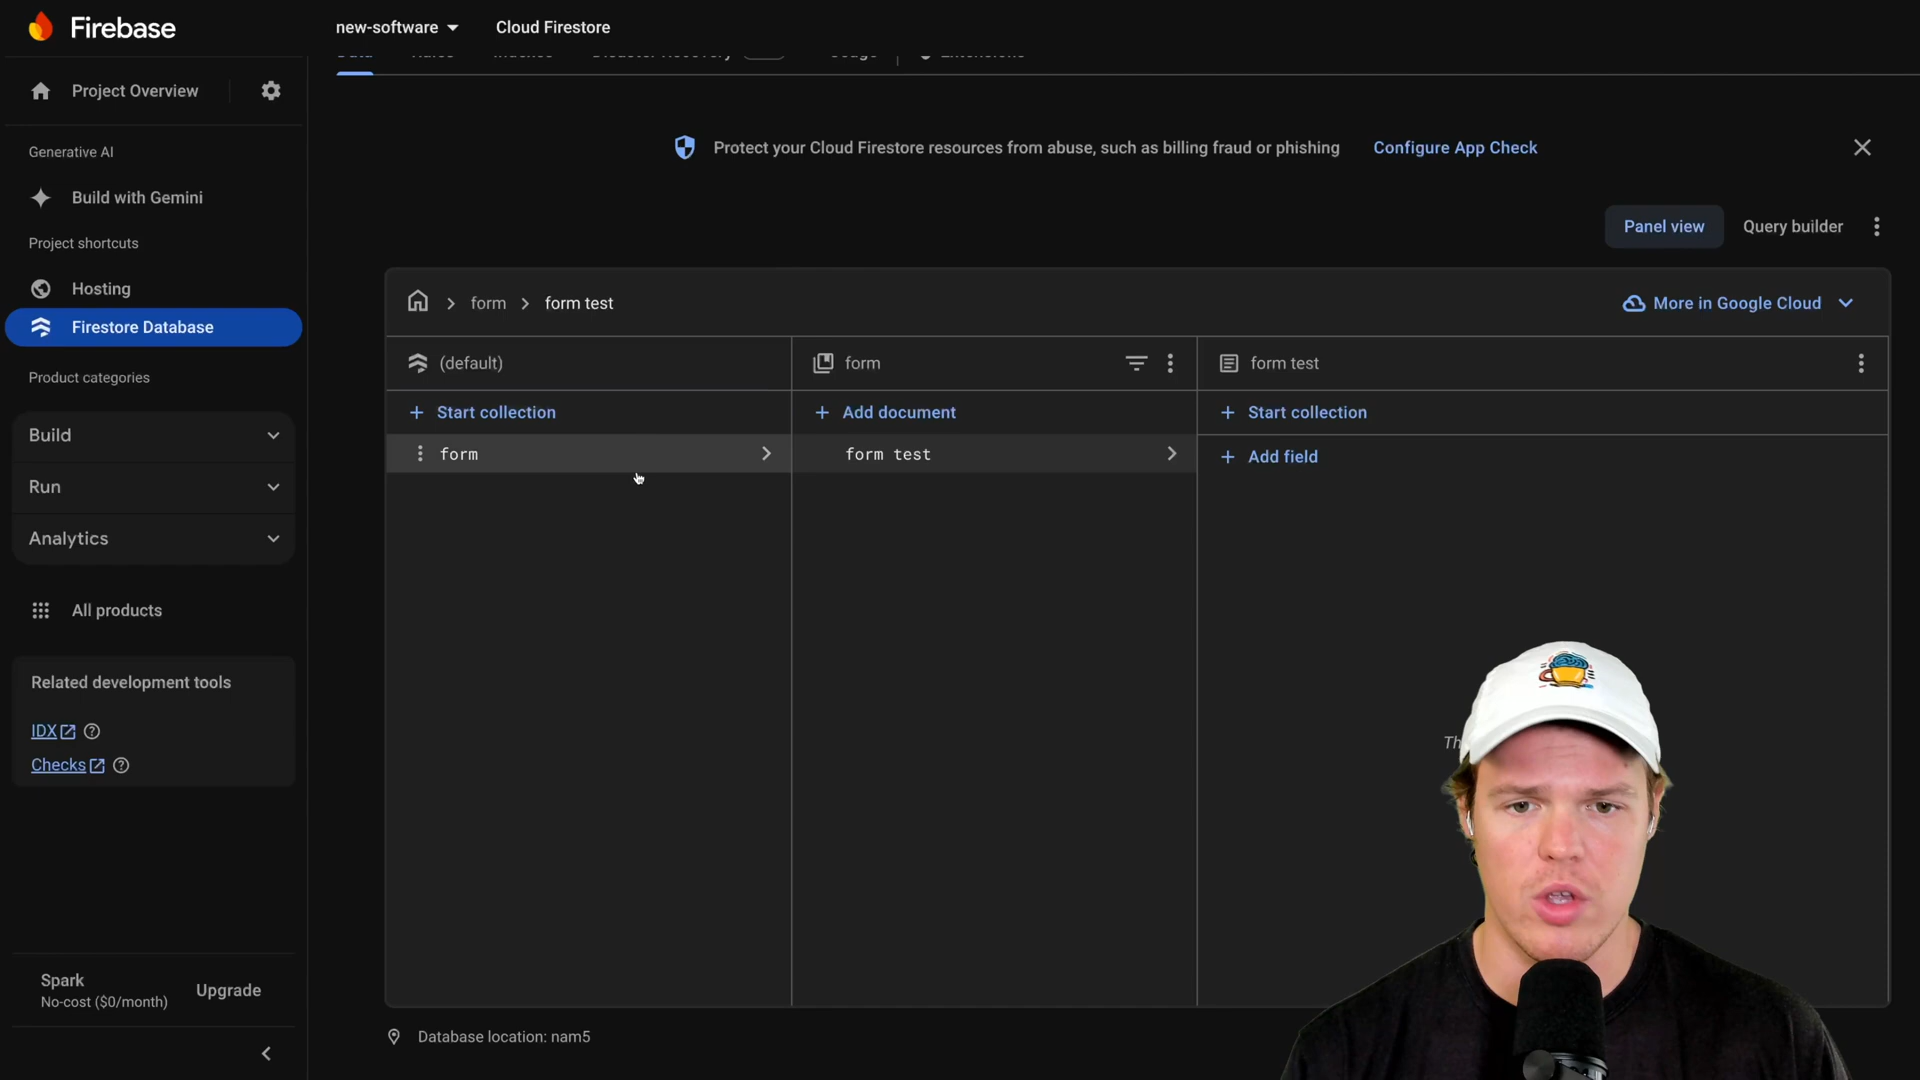 Firebase
new-software
Cloud Firestore
Project Overview
Generative AI
Build with Gemini
Project shortcuts
Hosting
Firestore Database
Product categories
Build
Run
Analytics
All products
Related development tools
IDX
Checks
Spark
No-cost ($0/month)
Upgrade
Protect your Cloud Firestore resources from abuse, such as billing fraud or phishing
Configure App Check
Panel view
Query builder
form
form test
More in Google Cloud
(default)
form
form test
Start collection
Add document
Start collection
form
form test
Add field
Database location: nam5